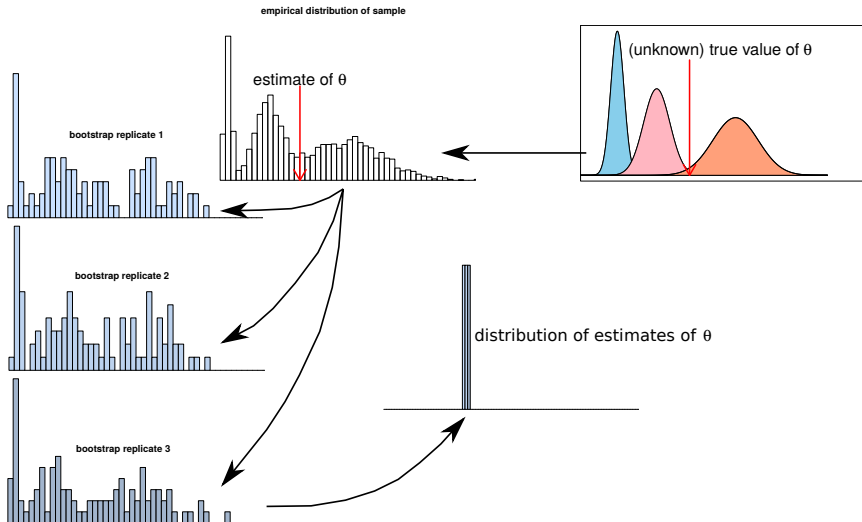 empirical distribution of sample
estimate of θ
(unknown) true value of θ
bootstrap replicate 1
bootstrap replicate 2
distribution of estimates of θ
bootstrap replicate 3